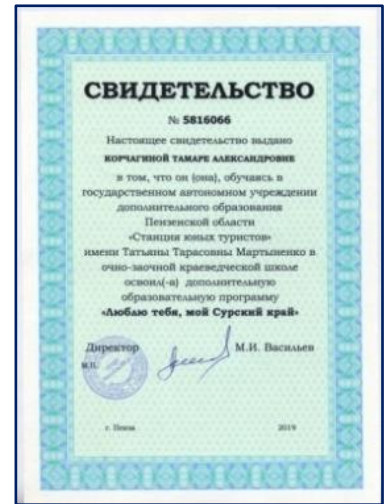 СВИДЕТЕЛЬСТВО
№ 5816066
Настоящее свидетельство выдано
КОРЧАГИНОЙ ТАМАРЕ АЛЕКСАНДРОВНЕ
в том, что он (она), обучаясь в
государственном автономном учреждении
дополнительного образования
Пензенской области
«Станция юных туристов»
имени Татьяны Тарасовны Мартыненко в
очно-заочной краеведческой школе
освоил(-а) дополнительную
образовательную программу
«Люблю тебя, мой Сурский край»
Директор М.И. Васильев
М.П.
г. Пенза 2019